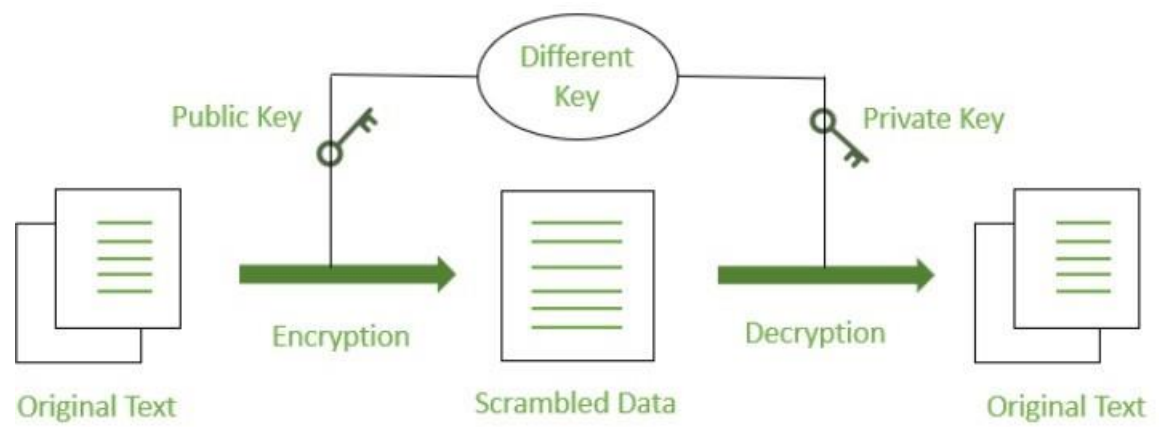 Different
Key
Public Key
Private Key
Encryption
Decryption
Original Text
Scrambled Data
Original Text